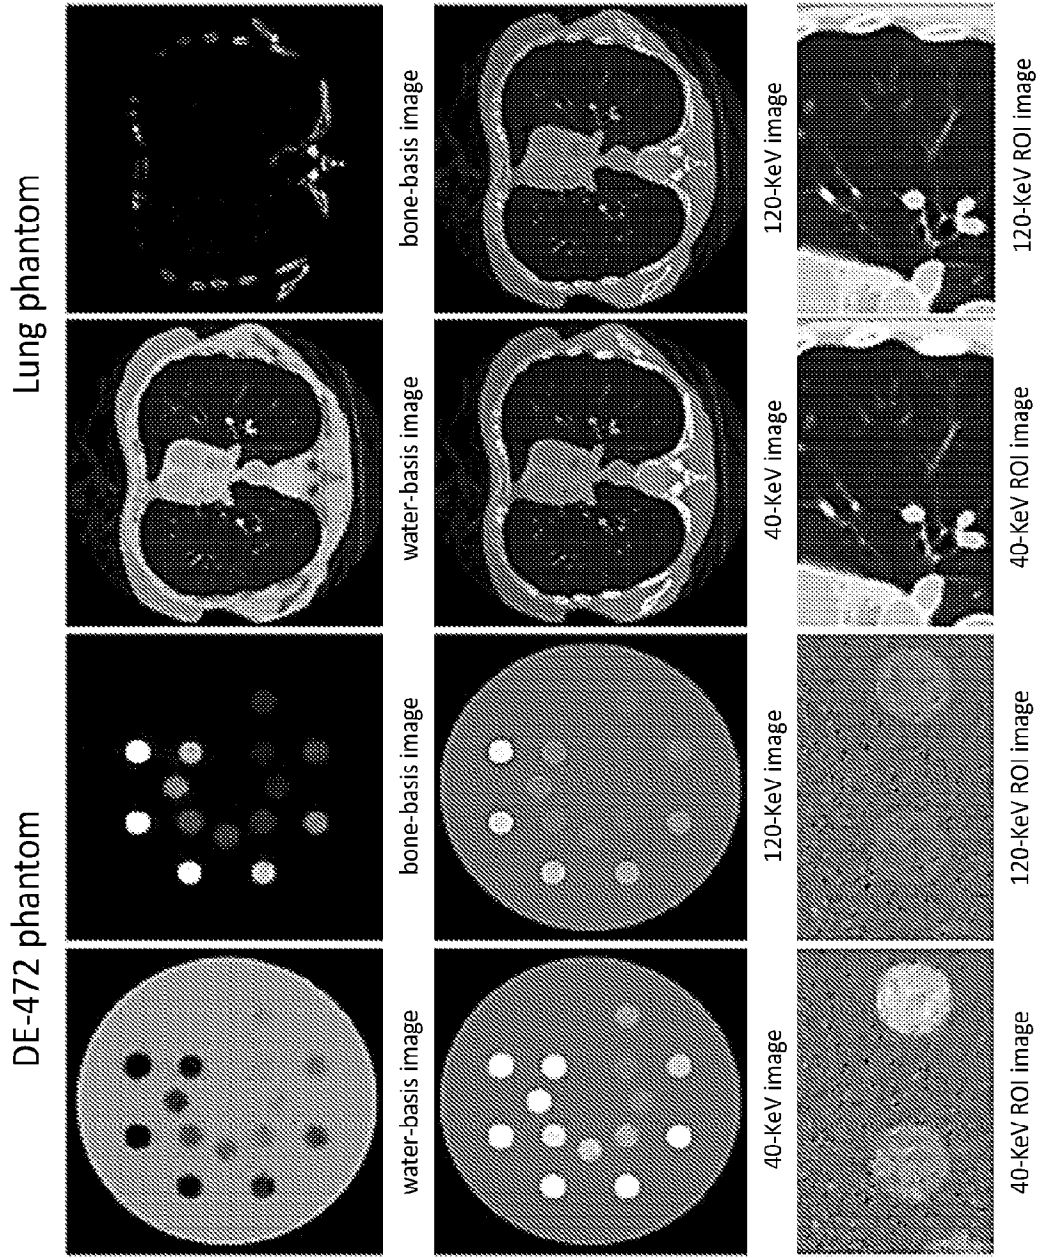 DE-472 phantom
Lung phantom
water-basis image
bone-basis image
water-basis image
bone-basis image
40-KeV image
120-KeV image
40-KeV image
120-KeV image
40-KeV ROI image
120-KeV ROI image
40-KeV ROI image
120-KeV ROI image